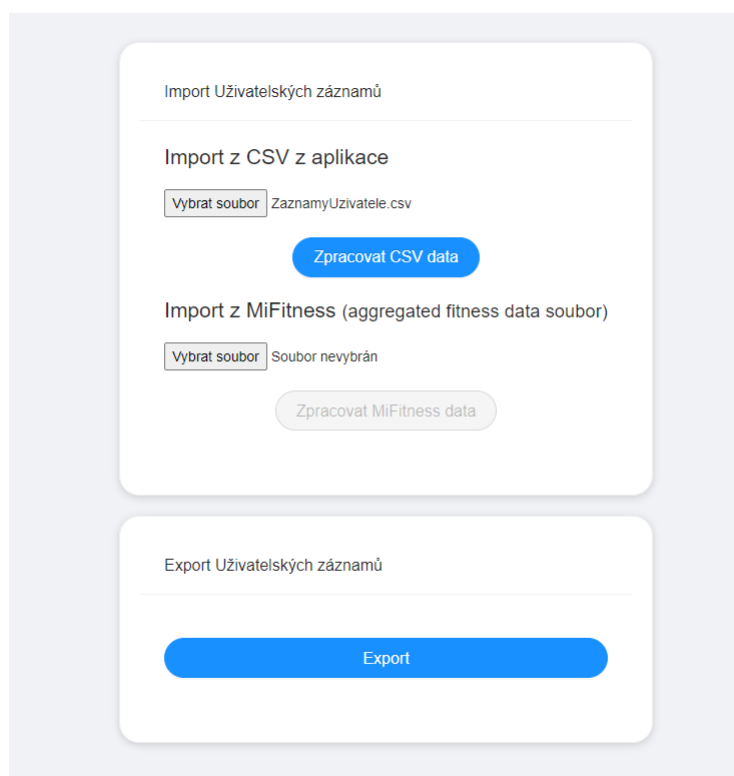 Import Uživatelských záznamů
Import z CSV z aplikace
Vybrat soubor ZaznamyUzivatele.csv
Zpracovat CSV data
Import z MiFitness (aggregated fitness data soubor)
Vybrat soubor Soubor nevybrán
Zpracovat MiFitness data
Export Uživatelských záznamů
Export